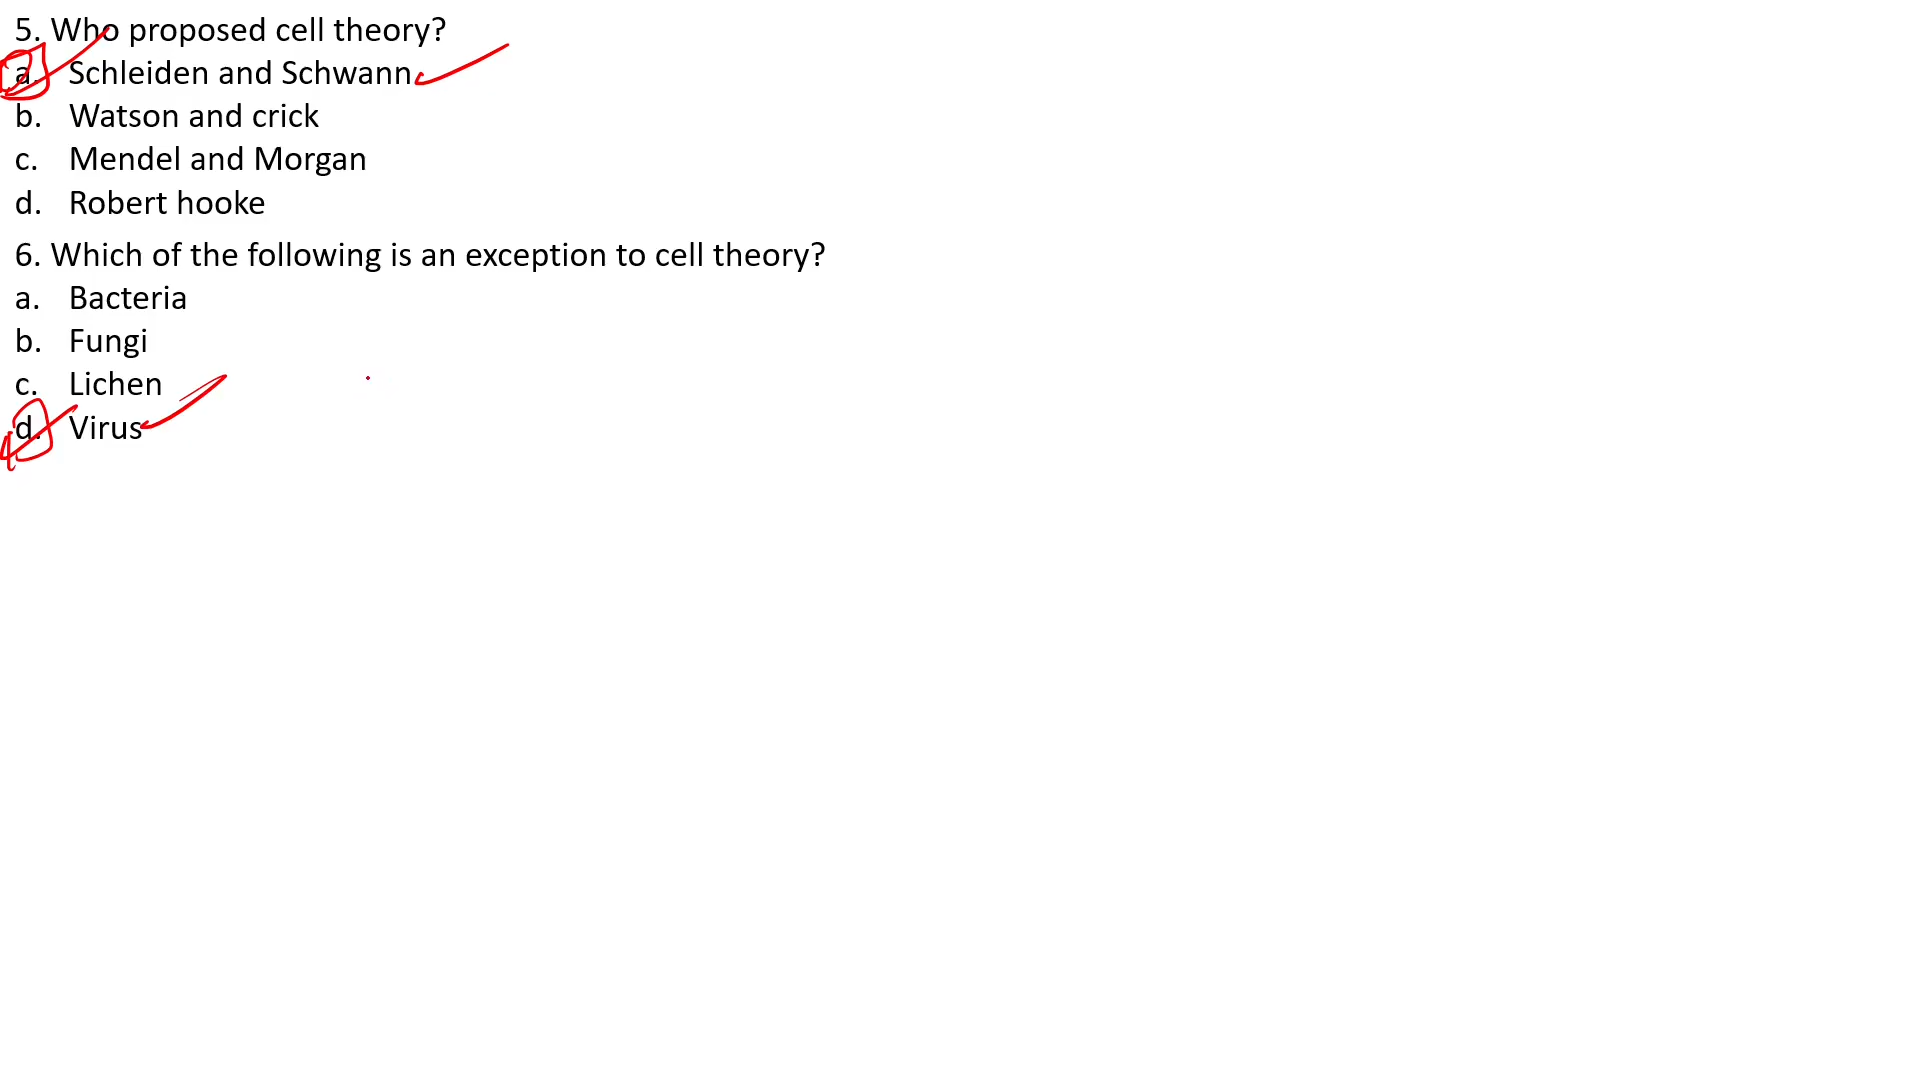 5. Who proposed cell theory?
a. Schleiden and Schwann
b. Watson and crick
c. Mendel and Morgan
d. Robert hooke
6. Which of the following is an exception to cell theory?
a. Bacteria
b. Fungi
c. Lichen
d. Virus